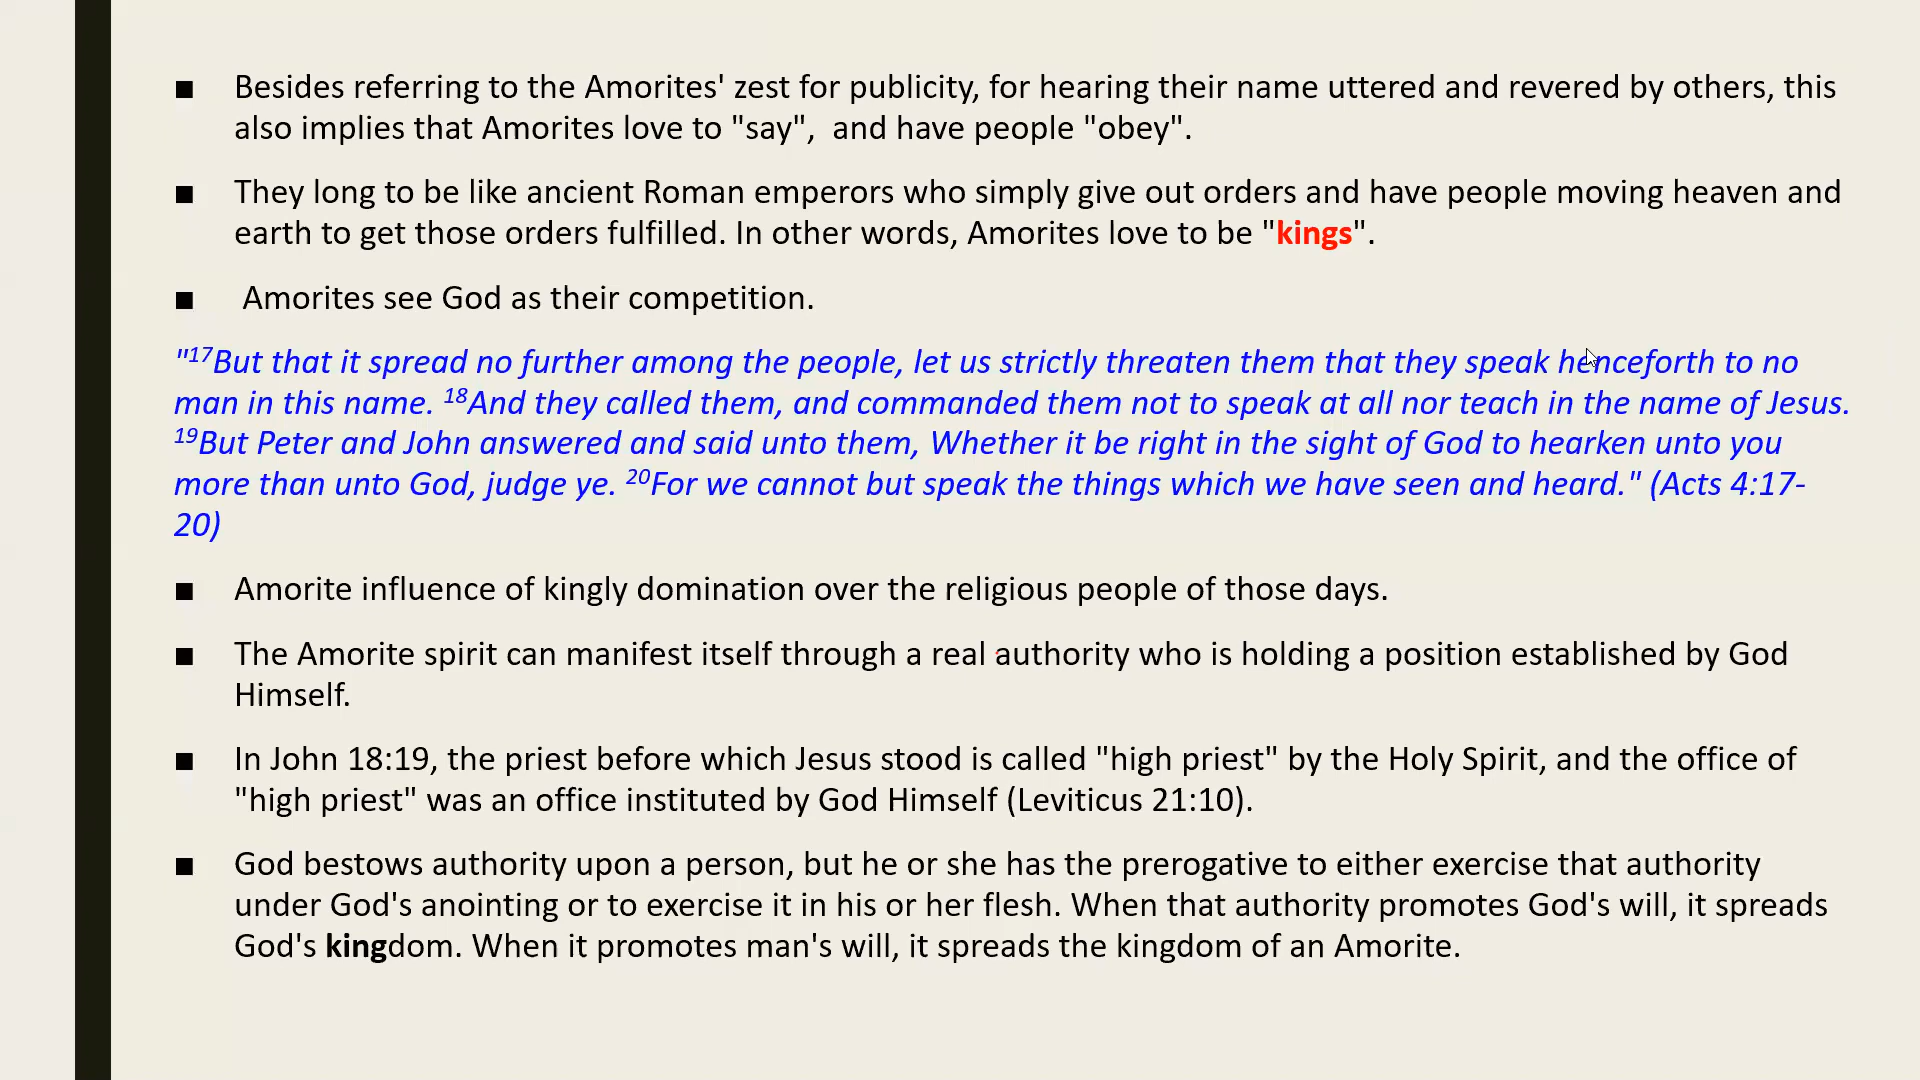 ■ Besides referring to the Amorites' zest for publicity, for hearing their name uttered and revered by others, this
also implies that Amorites love to "say",  and have people "obey".
■ They long to be like ancient Roman emperors who simply give out orders and have people moving heaven and
earth to get those orders fulfilled. In other words, Amorites love to be "kings".
■ Amorites see God as their competition.
"17But that it spread no further among the people, let us strictly threaten them that they speak henceforth to no
man in this name. 18And they called them, and commanded them not to speak at all nor teach in the name of Jesus.
19But Peter and John answered and said unto them, Whether it be right in the sight of God to hearken unto you
more than unto God, judge ye. 20For we cannot but speak the things which we have seen and heard." (Acts 4:17-
20)
■ Amorite influence of kingly domination over the religious people of those days.
■ The Amorite spirit can manifest itself through a real authority who is holding a position established by God
Himself.
■ In John 18:19, the priest before which Jesus stood is called "high priest" by the Holy Spirit, and the office of
"high priest" was an office instituted by God Himself (Leviticus 21:10).
■ God bestows authority upon a person, but he or she has the prerogative to either exercise that authority
under God's anointing or to exercise it in his or her flesh. When that authority promotes God's will, it spreads
God's kingdom. When it promotes man's will, it spreads the kingdom of an Amorite.